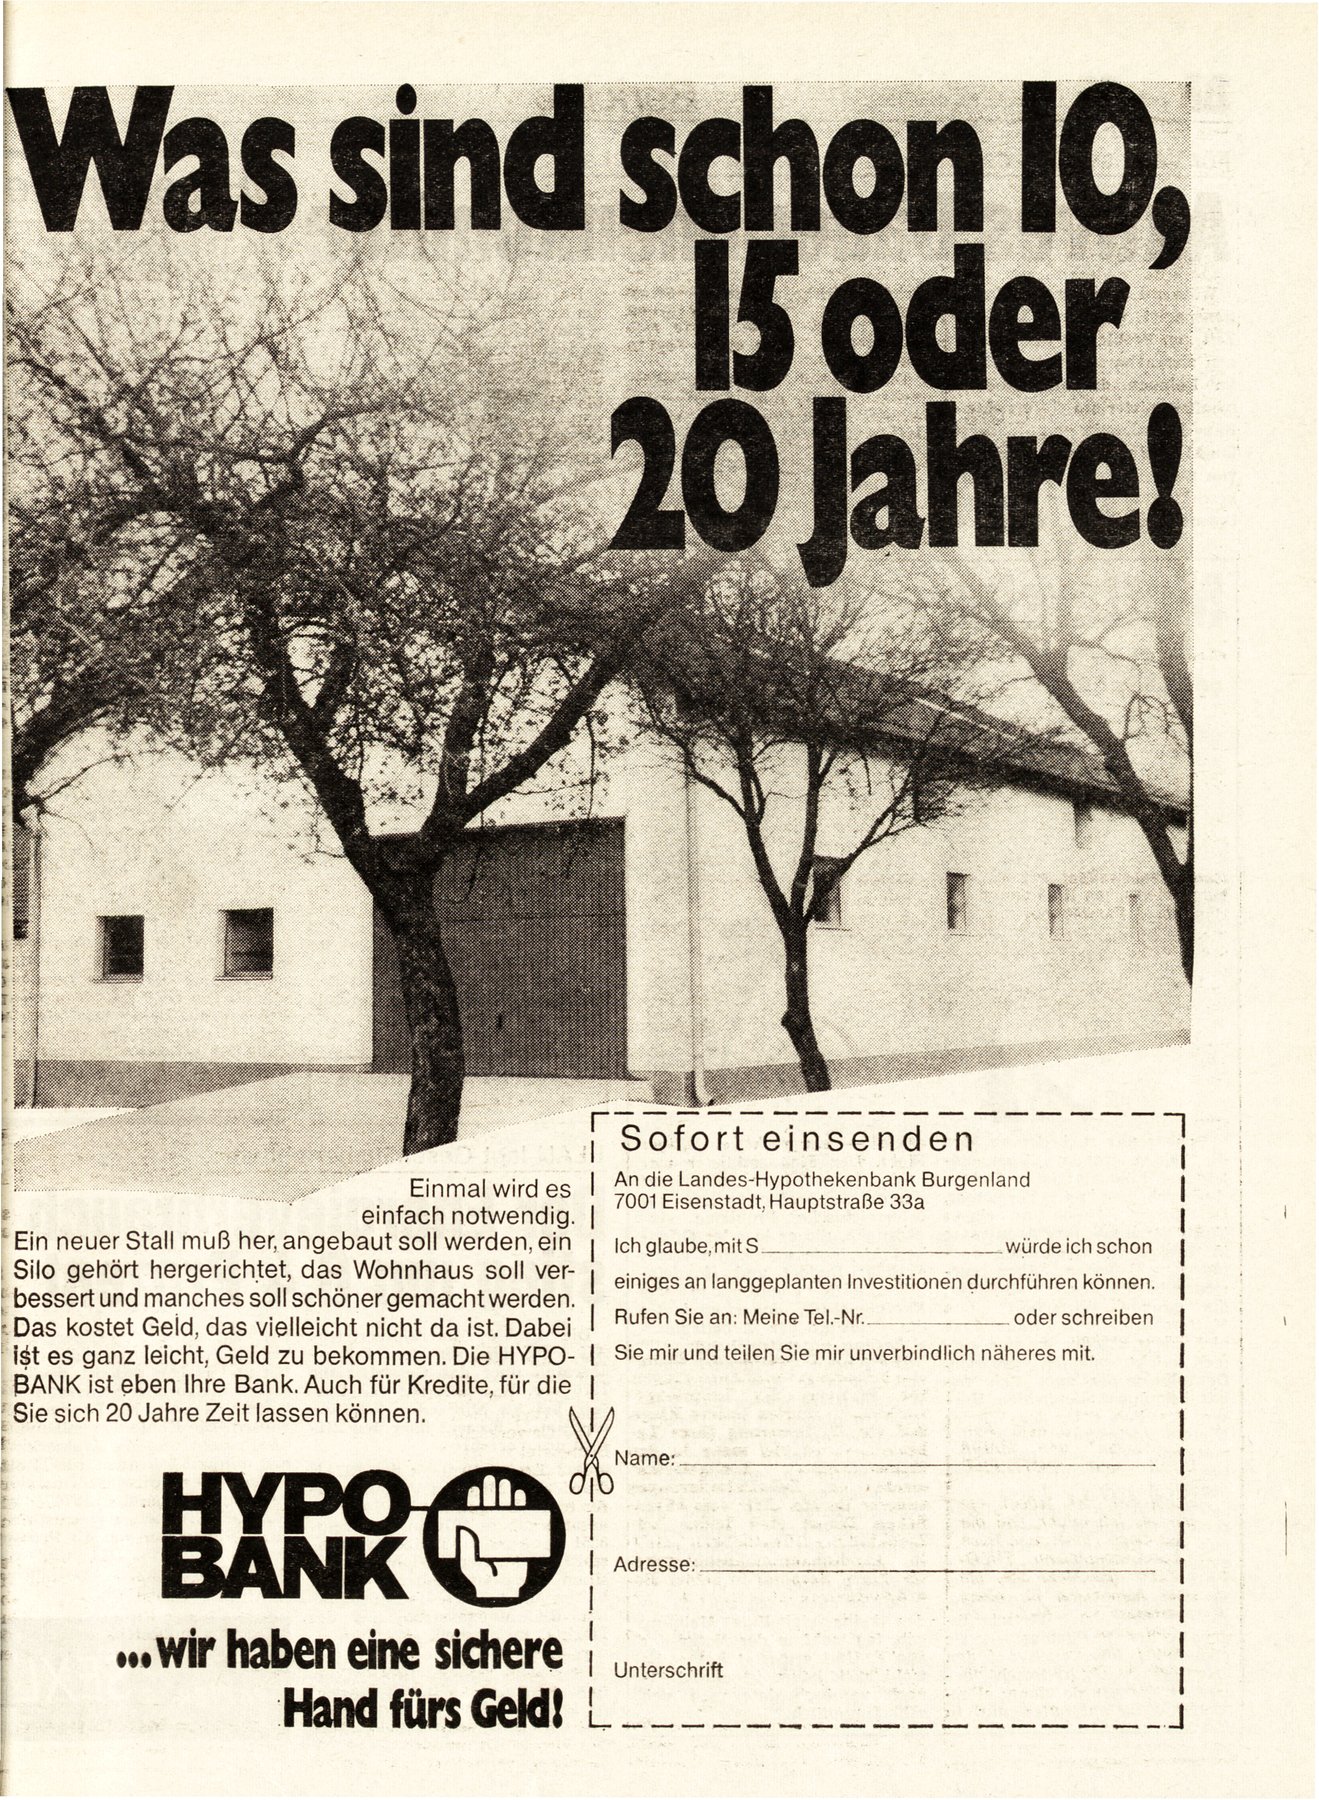 Was sind schon 10,
15 oder
20 Jahre!
Einmal wird es
einfach notwendig.
Ein neuer Stall muß her, angebaut soll werden, ein
Silo gehört hergerichtet, das Wohnhaus soll ver-
bessert und manches soll schöner gemacht werden.
Das kostet Geld, das vielleicht nicht da ist. Dabei
ist es ganz leicht, Geld zu bekommen. Die HYPO-
BANK ist eben Ihre Bank. Auch für Kredite, für die
Sie sich 20 Jahre Zeit lassen können.
HYPO-
BANK
...wir haben eine sichere
Hand fürs Geld!
Sofort einsenden
An die Landes-Hypothekenbank Burgenland
7001 Eisenstadt, Hauptstraße 33a
Ich glaube, mit S würde ich schon
einiges an langgeplanten Investitionen durchführen können.
Rufen Sie an: Meine Tel.-Nr. oder schreiben
Sie mir und teilen Sie mir unverbindlich näheres mit.
Name:
Adresse:
Unterschrift